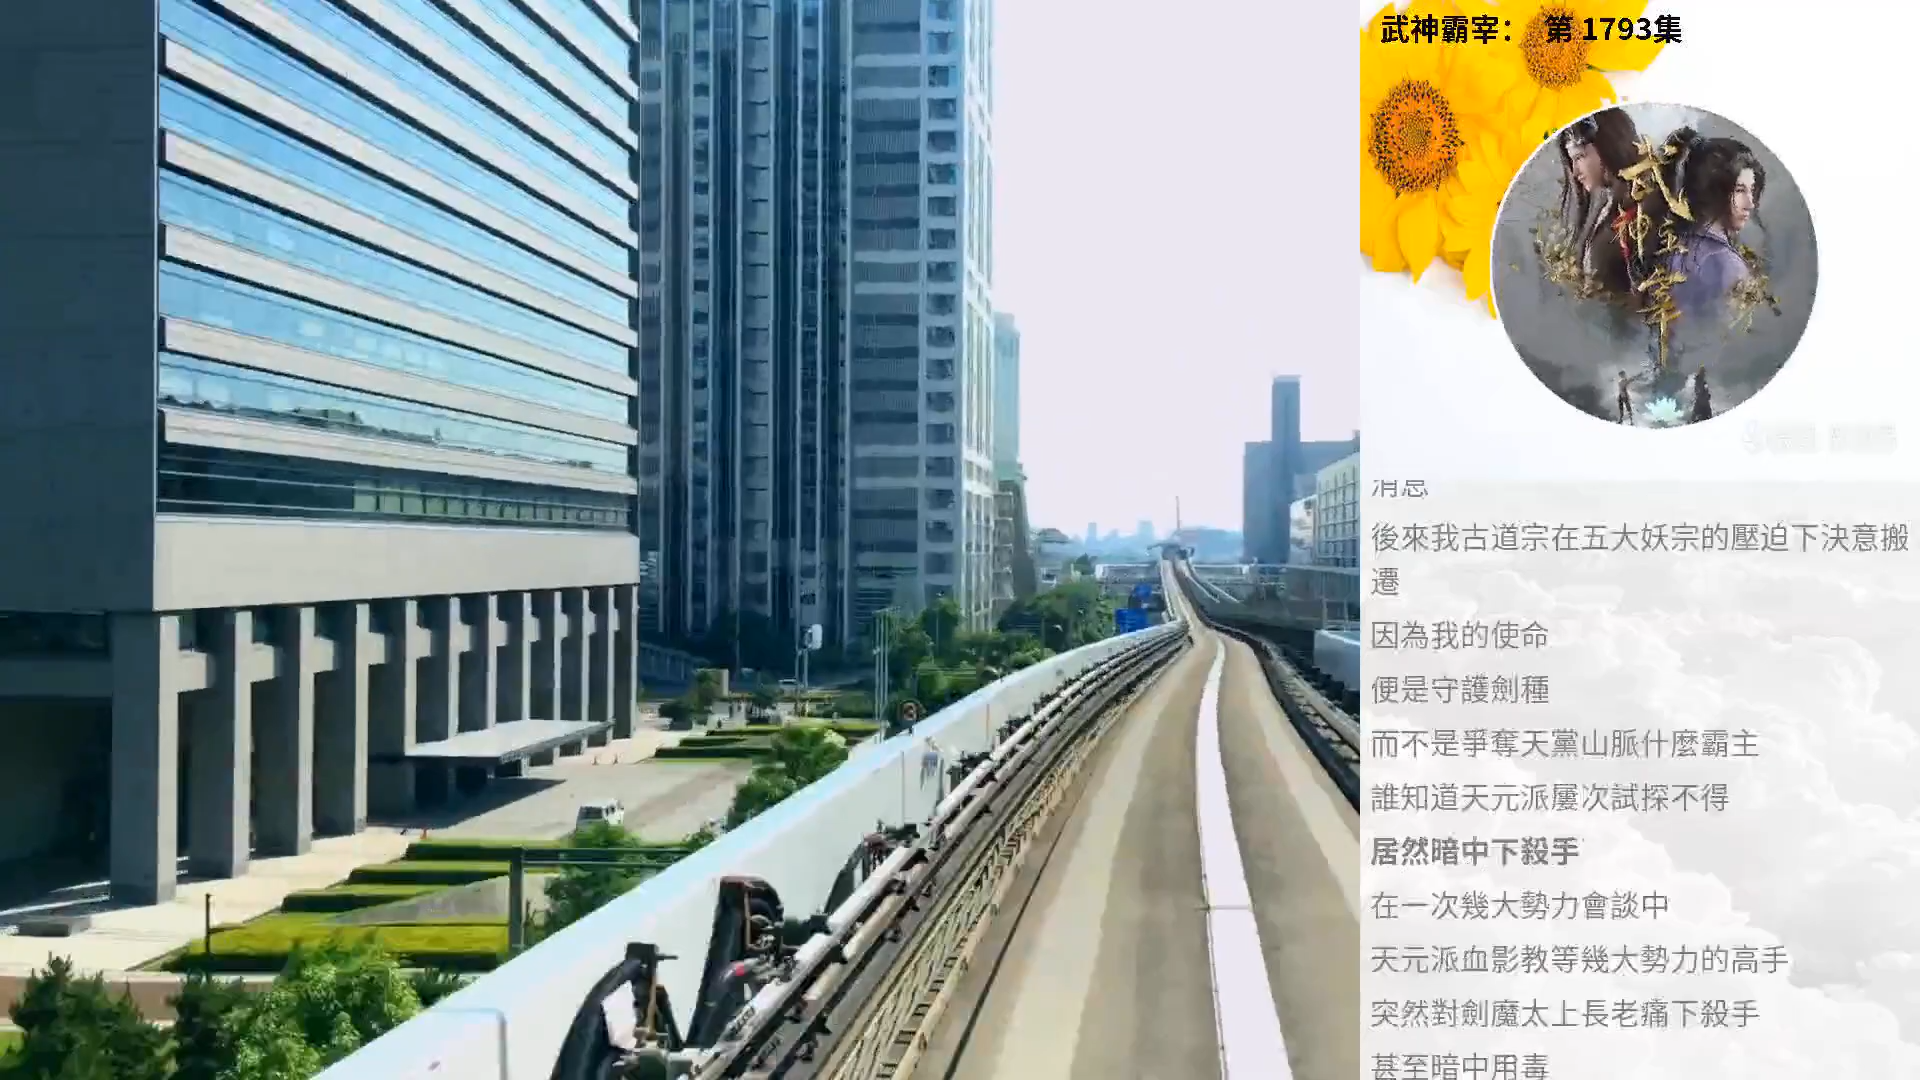 武神霸宰： 第 1793集
武神主宰
消息
後來我古道宗在五大妖宗的壓迫下決意搬
遷
因為我的使命
便是守護劍種
而不是爭奪天黨山脈什麼霸主
誰知道天元派屢次試探不得
居然暗中下殺手
在一次幾大勢力會談中
天元派血影教等幾大勢力的高手
突然對劍魔太上長老痛下殺手
甚至暗中用毒